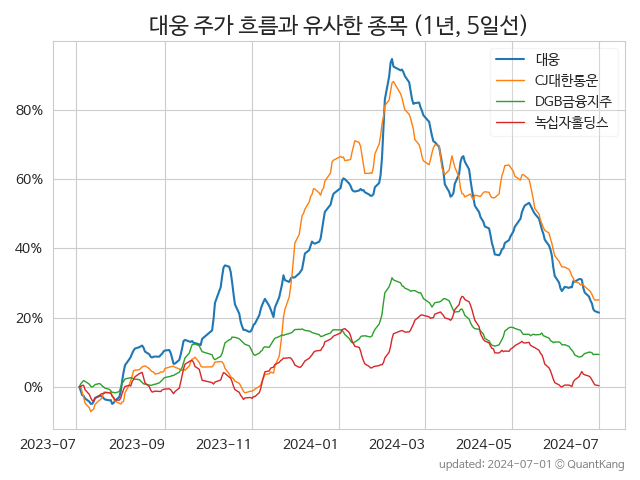 대웅 주가 흐름과 유사한 종목 (1년, 5일선)
대웅
CJ대한통운
DGB금융지주
녹십자홀딩스
80%
60%
40%
20%
0%
2023-07 2023-09 2023-11 2024-01 2024-03 2024-05 2024-07
updated: 2024-07-01 © QuantKang